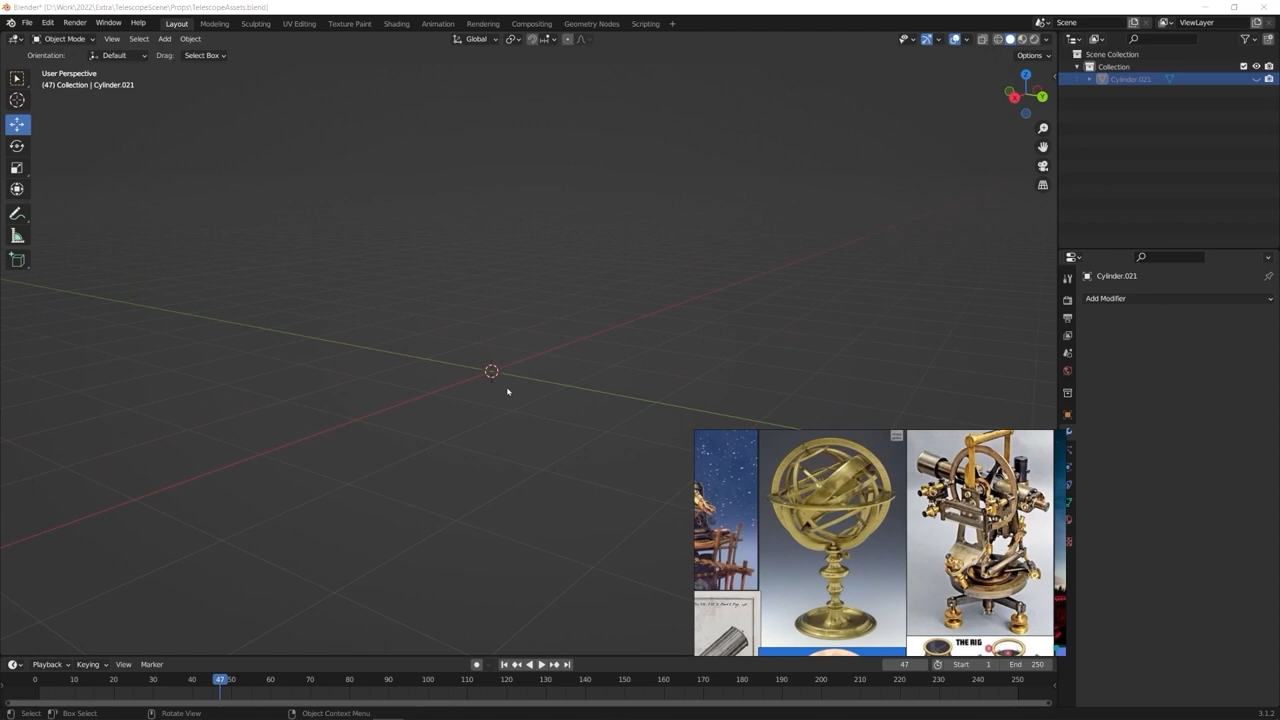 Blender* [D:\Work\2022\Extra\TelescopeScene\Props\TelescopeAssets.blend]
File Edit Render Window Help Layout Modeling Sculpting UV Editing Texture Paint Shading Animation Rendering Compositing Geometry Nodes Scripting + Scene ViewLayer
Object Mode View Select Add Object Global
Orientation: Default Drag: Select Box Options
User Perspective
(47) Collection | Cylinder.021
Z
X Y
Scene Collection
Collection
Cylinder.021
Cylinder.021
Add Modifier
THE RIG
Playback Keying View Marker 47 Start 1 End 250
0 10 20 30 40 47 50 60 70 80 90 100 110 120 130 140 150 160 170 180 190 200 210 220 230 240 250
Select Box Select Rotate View Object Context Menu 3.1.2